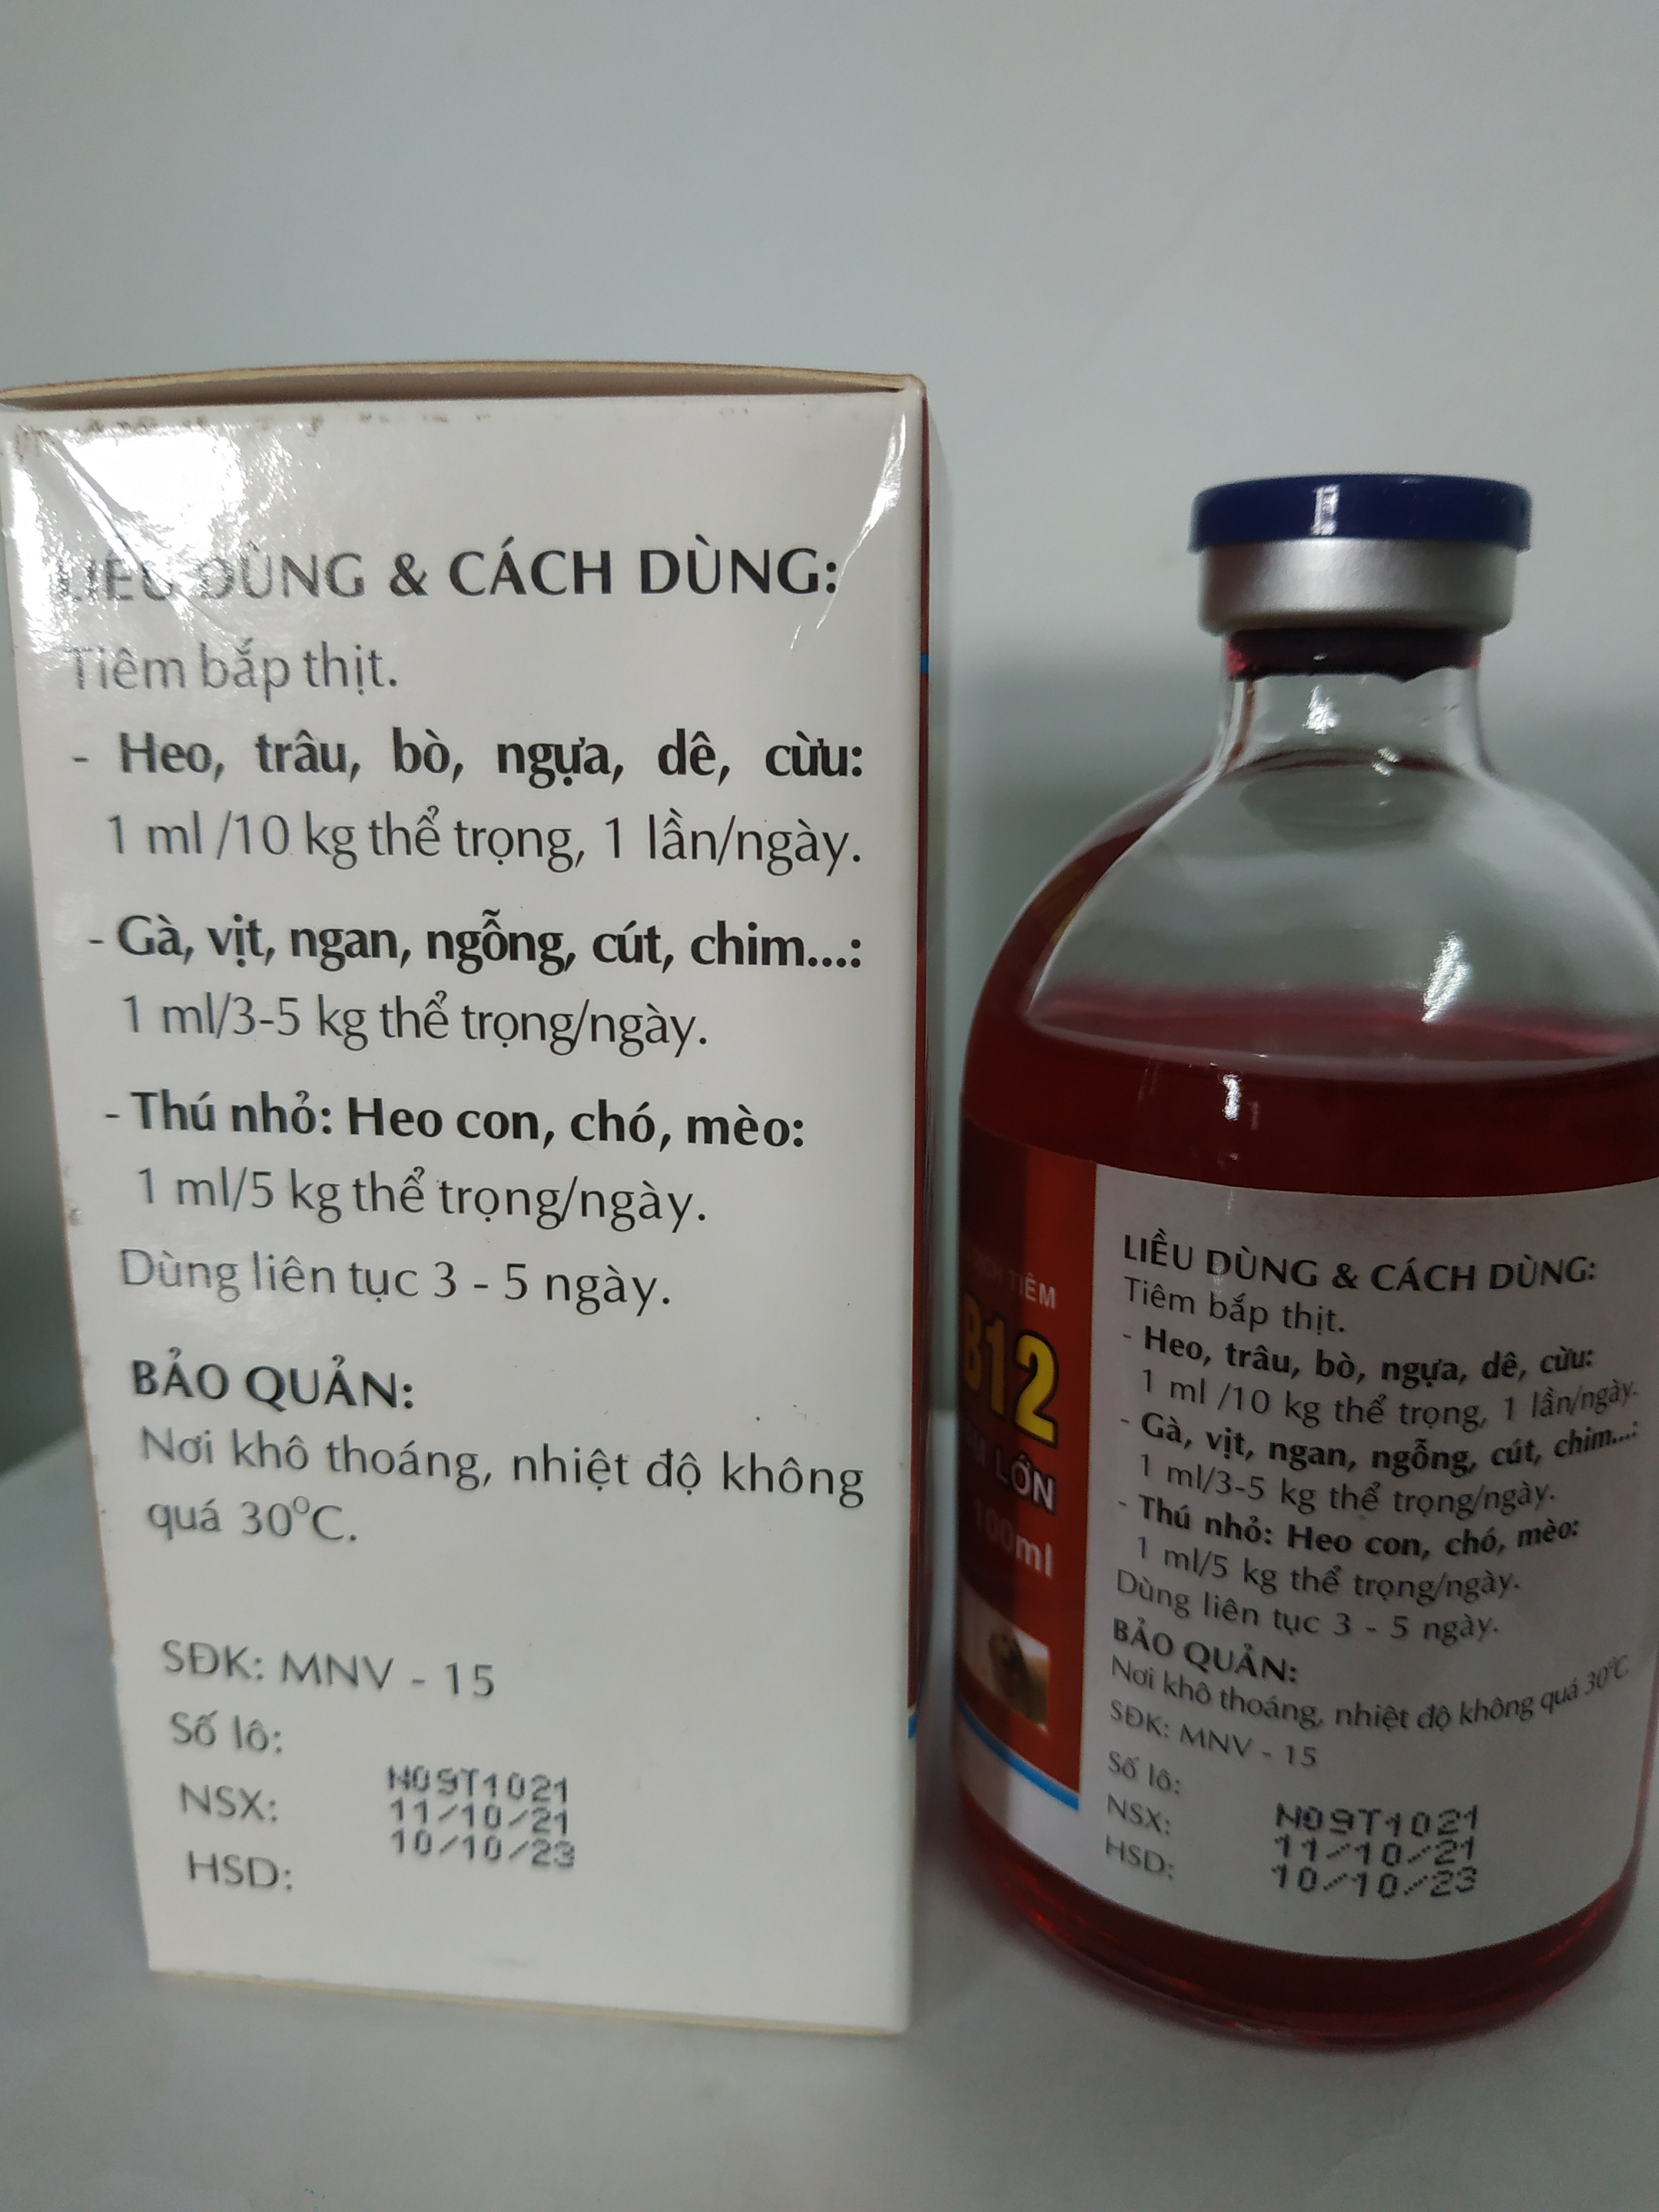 LIỀU DÙNG & CÁCH DÙNG:
Tiêm bắp thịt.
- Heo, trâu, bò, ngựa, dê, cừu:
1 ml /10 kg thể trọng, 1 lần/ngày.
- Gà, vịt, ngan, ngỗng, cút, chim...:
1 ml/3-5 kg thể trọng/ngày.
- Thú nhỏ: Heo con, chó, mèo:
1 ml/5 kg thể trọng/ngày.
Dùng liên tục 3 - 5 ngày.
BẢO QUẢN:
Nơi khô thoáng, nhiệt độ không
quá 30°C.
SĐK: MNV - 15
Số lô:
NSX:
HSD:
N09T1021
11/10/21
10/10/23
TIÊM
B12
LỚN
100ml
LIỀU DÙNG & CÁCH DÙNG:
Tiêm bắp thịt.
- Heo, trâu, bò, ngựa, dê, cừu:
1 ml /10 kg thể trọng, 1 lần/ngày.
- Gà, vịt, ngan, ngỗng, cút, chim...:
1 ml/3-5 kg thể trọng/ngày.
- Thú nhỏ: Heo con, chó, mèo:
1 ml/5 kg thể trọng/ngày.
Dùng liên tục 3 - 5 ngày.
BẢO QUẢN:
Nơi khô thoáng, nhiệt độ không quá 30°C
SĐK: MNV - 15
Số lô:
NSX:
HSD:
N09T1021
11/10/21
10/10/23